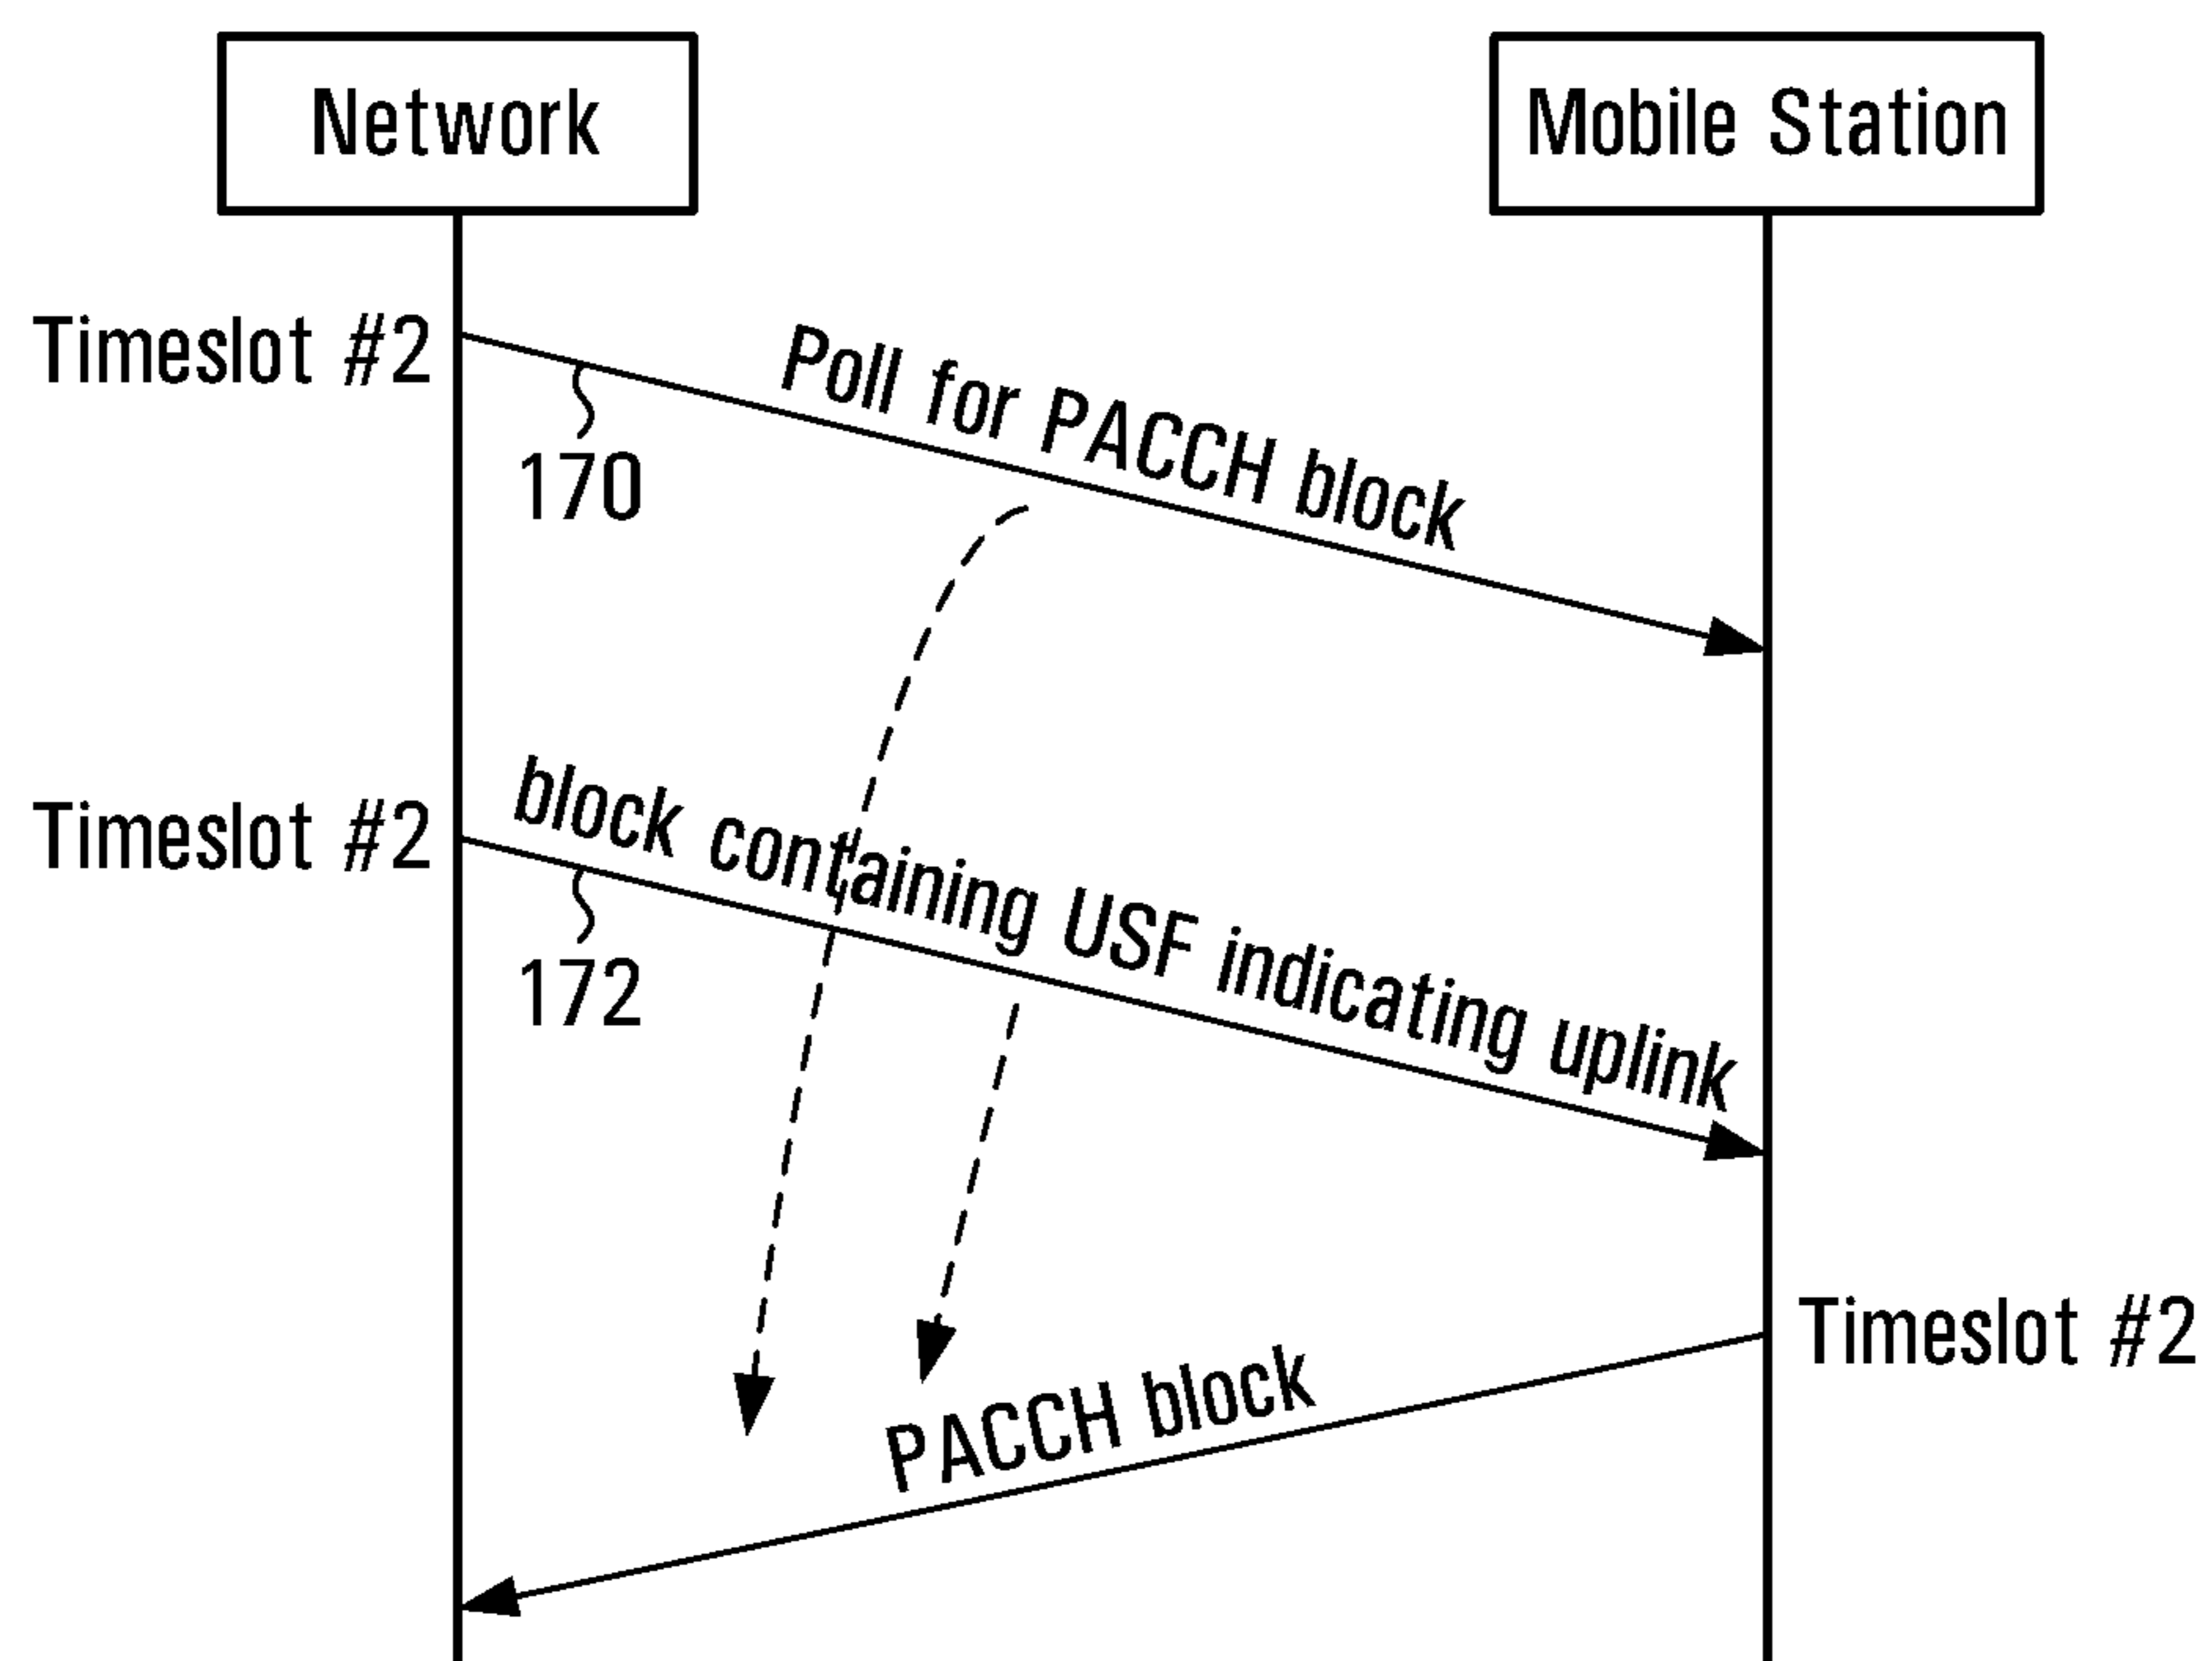 Network
Mobile Station
Timeslot #2
Poll for PACCH block
170
Timeslot #2
block containing USF indicating uplink
172
Timeslot #2
PACCH block